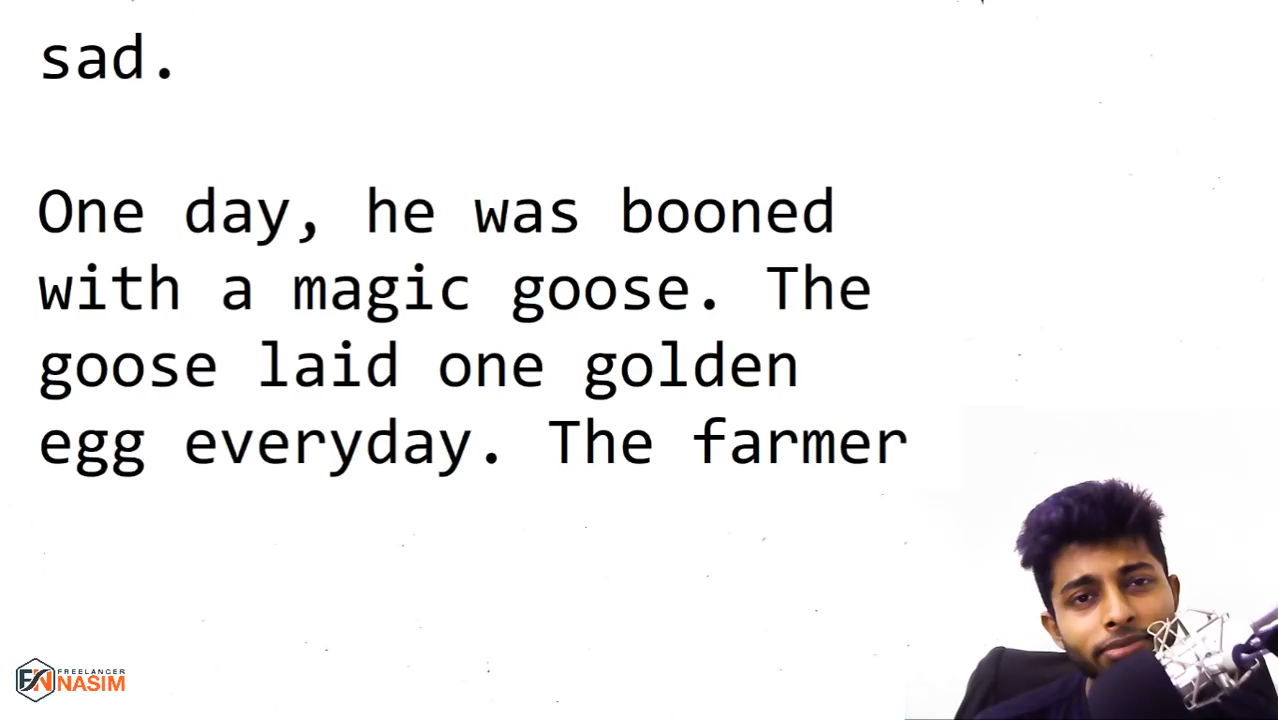 sad.
One day, he was booned
with a magic goose. The
goose laid one golden
egg everyday. The farmer
FREELANCER
NASIM